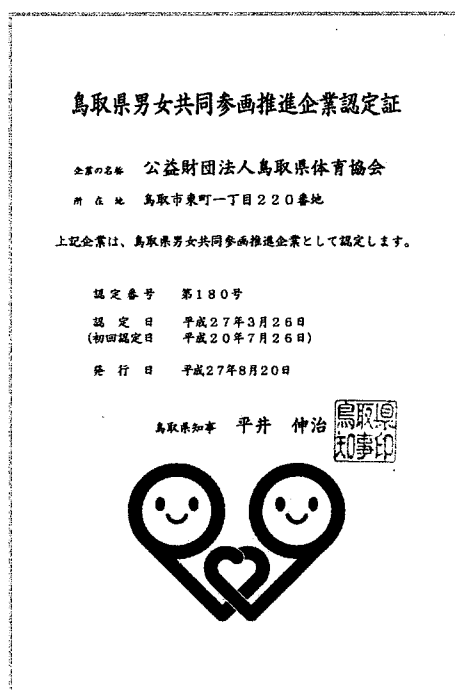 鳥取県男女共同参画推進企業認定証
企業の名称 公益財団法人鳥取県体育協会
所在地 鳥取市東町一丁目220番地
上記企業は、鳥取県男女共同参画推進企業として認定します。
認定番号 第180号
認定日 平成27年3月26日
(初回認定日 平成20年7月26日)
発行日 平成27年8月20日
鳥取県知事 平井 伸治
鳥取県
知事印